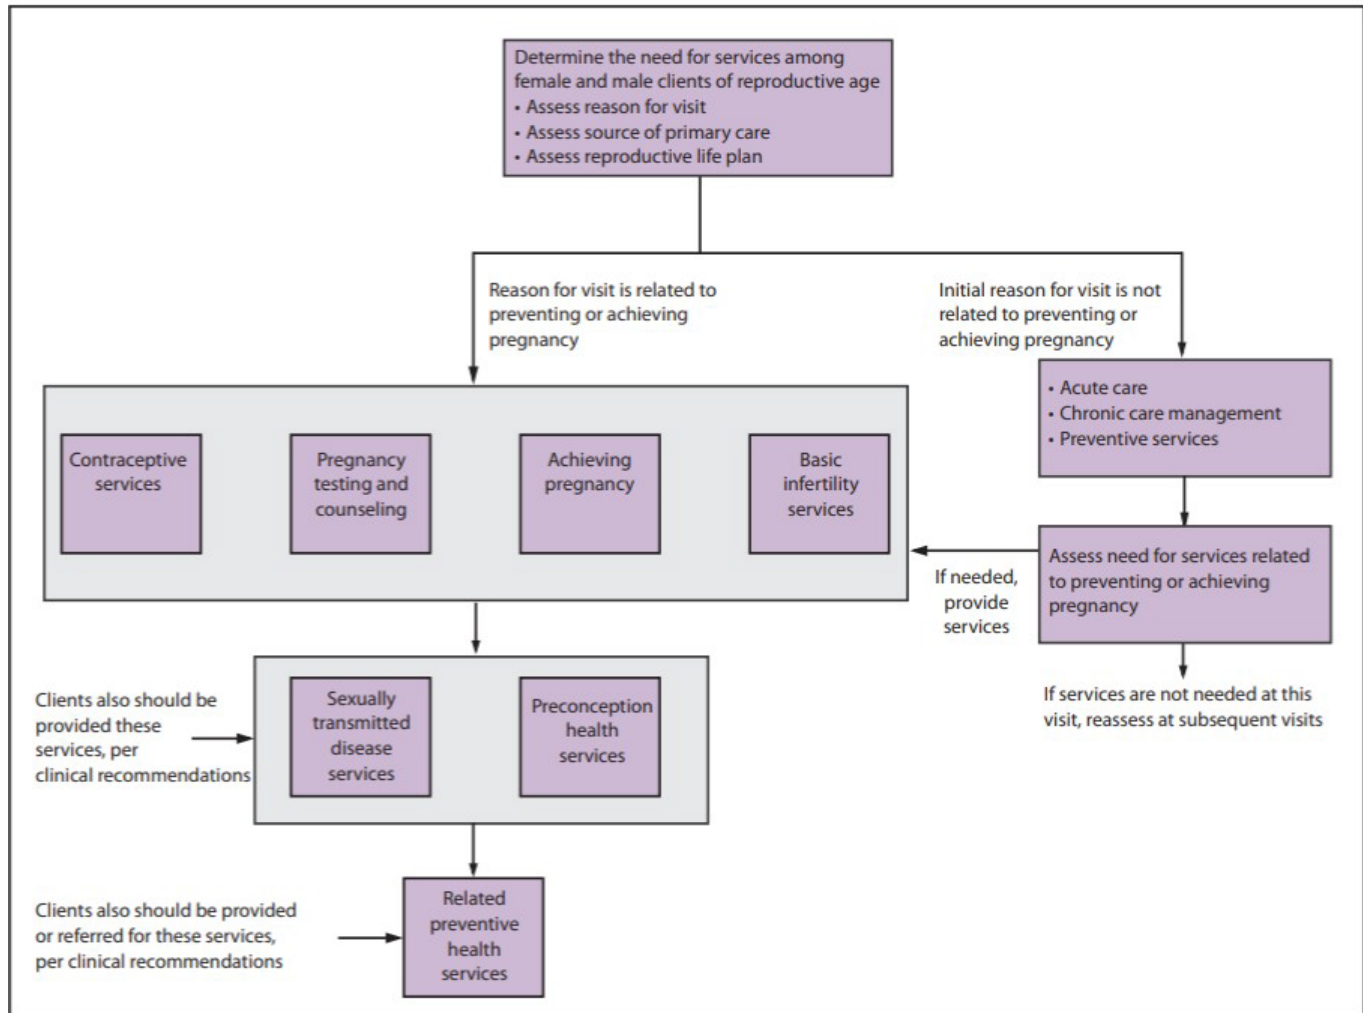 Determine the need for services among
female and male clients of reproductive age
• Assess reason for visit
• Assess source of primary care
• Assess reproductive life plan
Reason for visit is related to
preventing or achieving
pregnancy
Initial reason for visit is not
related to preventing or
achieving pregnancy
• Acute care
• Chronic care management
• Preventive services
Contraceptive
services
Pregnancy
testing and
counseling
Achieving
pregnancy
Basic
infertility
services
If needed,
provide
services
Assess need for services related
to preventing or achieving
pregnancy
If services are not needed at this
visit, reassess at subsequent visits
Clients also should be
provided these
services, per
clinical recommendations
Sexually
transmitted
disease
services
Preconception
health
services
Clients also should be provided
or referred for these services,
per clinical recommendations
Related
preventive
health
services